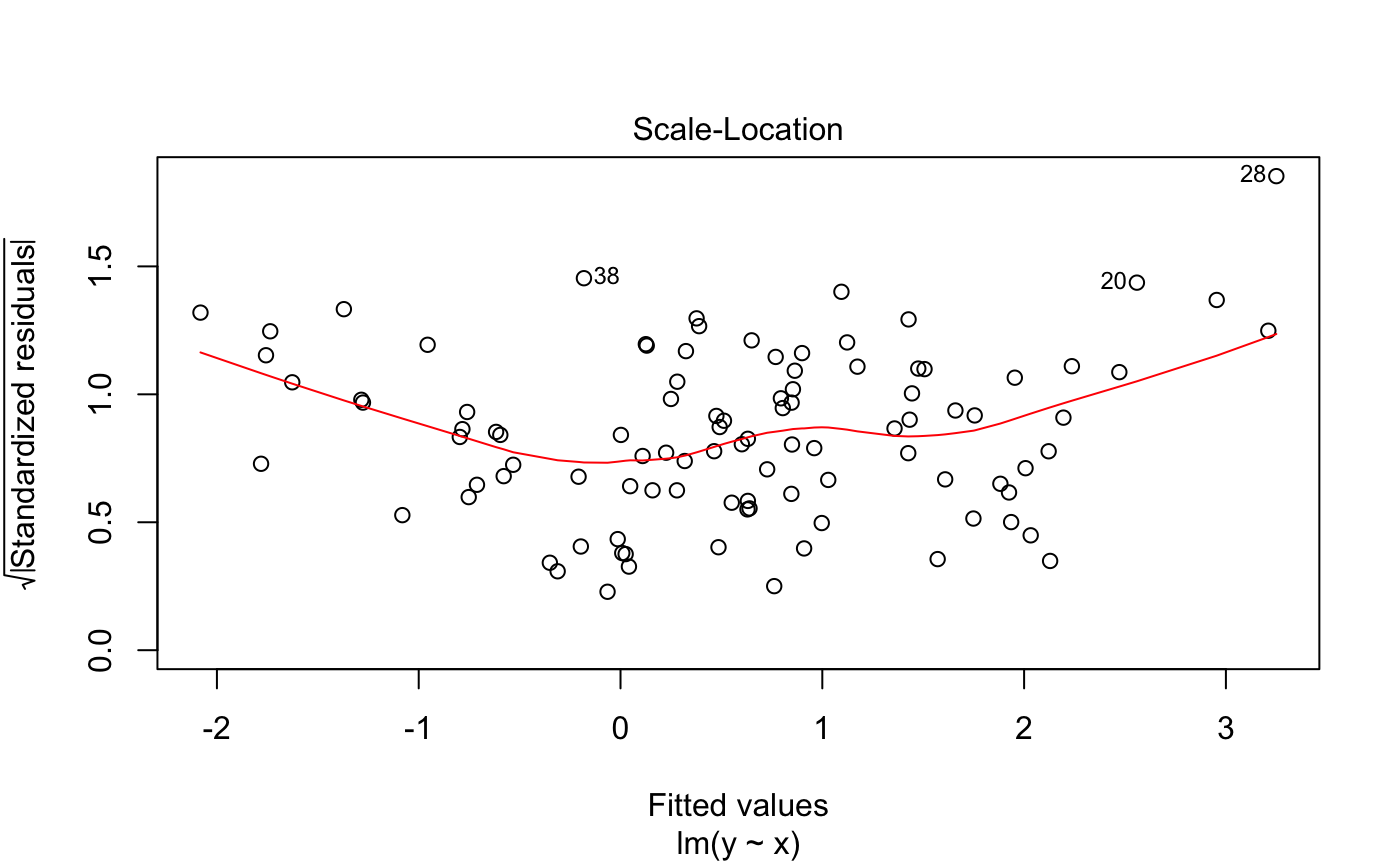 Scale-Location
√|Standardized residuals|
1.5
1.0
0.5
0.0
28
38
20
-2 -1 0 1 2 3
Fitted values
lm(y ~ x)